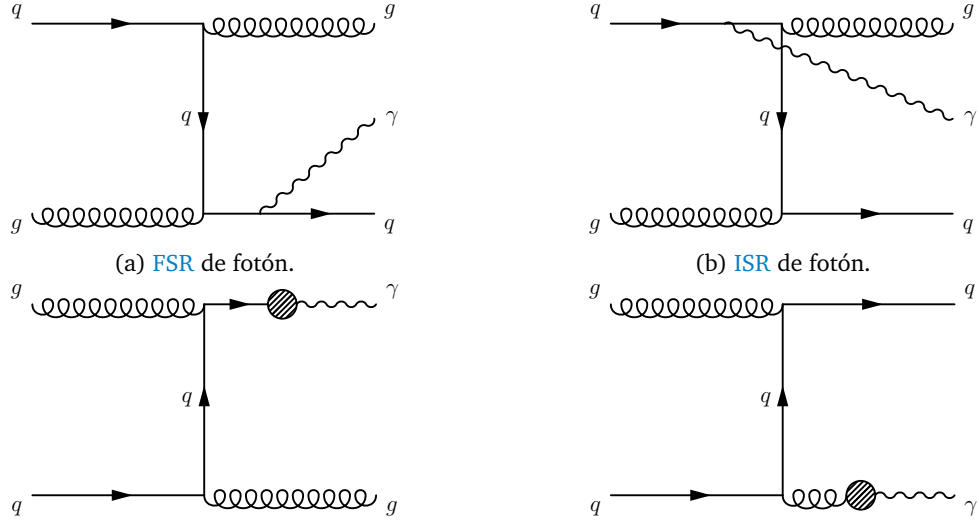 q g q g
q γ q γ
g q g q
(a) FSR de fotón. (b) ISR de fotón.
g γ g q
q q
q g q γ